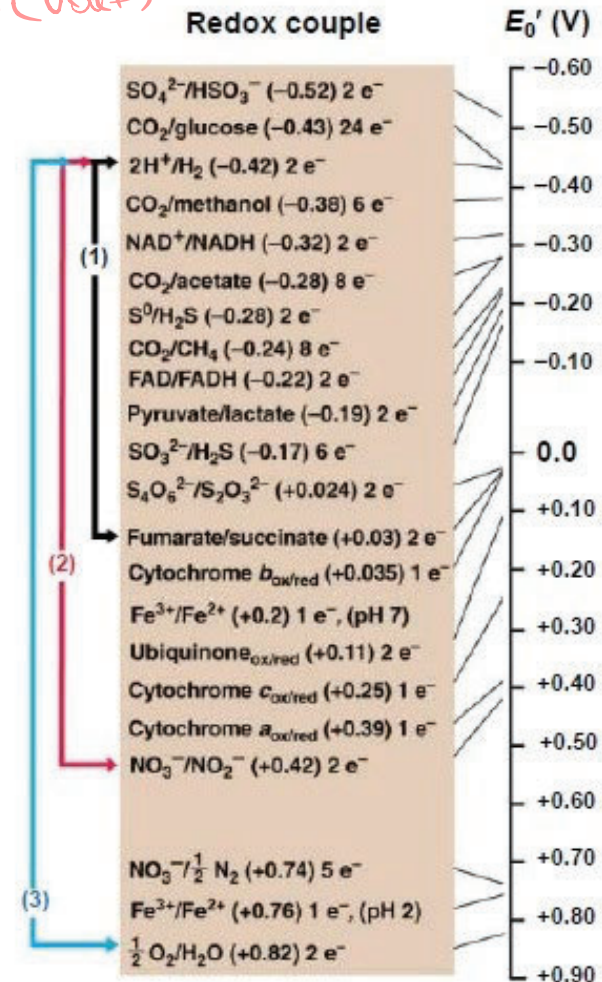 (Volt)
Redox couple
E₀′ (V)
SO₄²⁻/HSO₃⁻ (−0.52) 2 e⁻
CO₂/glucose (−0.43) 24 e⁻
2H⁺/H₂ (−0.42) 2 e⁻
CO₂/methanol (−0.38) 6 e⁻
NAD⁺/NADH (−0.32) 2 e⁻
CO₂/acetate (−0.28) 8 e⁻
S⁰/H₂S (−0.28) 2 e⁻
CO₂/CH₄ (−0.24) 8 e⁻
FAD/FADH (−0.22) 2 e⁻
Pyruvate/lactate (−0.19) 2 e⁻
SO₃²⁻/H₂S (−0.17) 6 e⁻
S₄O₆²⁻/S₂O₃²⁻ (+0.024) 2 e⁻
Fumarate/succinate (+0.03) 2 e⁻
Cytochrome b ox/red (+0.035) 1 e⁻
Fe³⁺/Fe²⁺ (+0.2) 1 e⁻, (pH 7)
Ubiquinone ox/red (+0.11) 2 e⁻
Cytochrome c ox/red (+0.25) 1 e⁻
Cytochrome a ox/red (+0.39) 1 e⁻
NO₃⁻/NO₂⁻ (+0.42) 2 e⁻
NO₃⁻/½ N₂ (+0.74) 5 e⁻
Fe³⁺/Fe²⁺ (+0.76) 1 e⁻, (pH 2)
½ O₂/H₂O (+0.82) 2 e⁻
(1)
(2)
(3)
−0.60
−0.50
−0.40
−0.30
−0.20
−0.10
0.0
+0.10
+0.20
+0.30
+0.40
+0.50
+0.60
+0.70
+0.80
+0.90